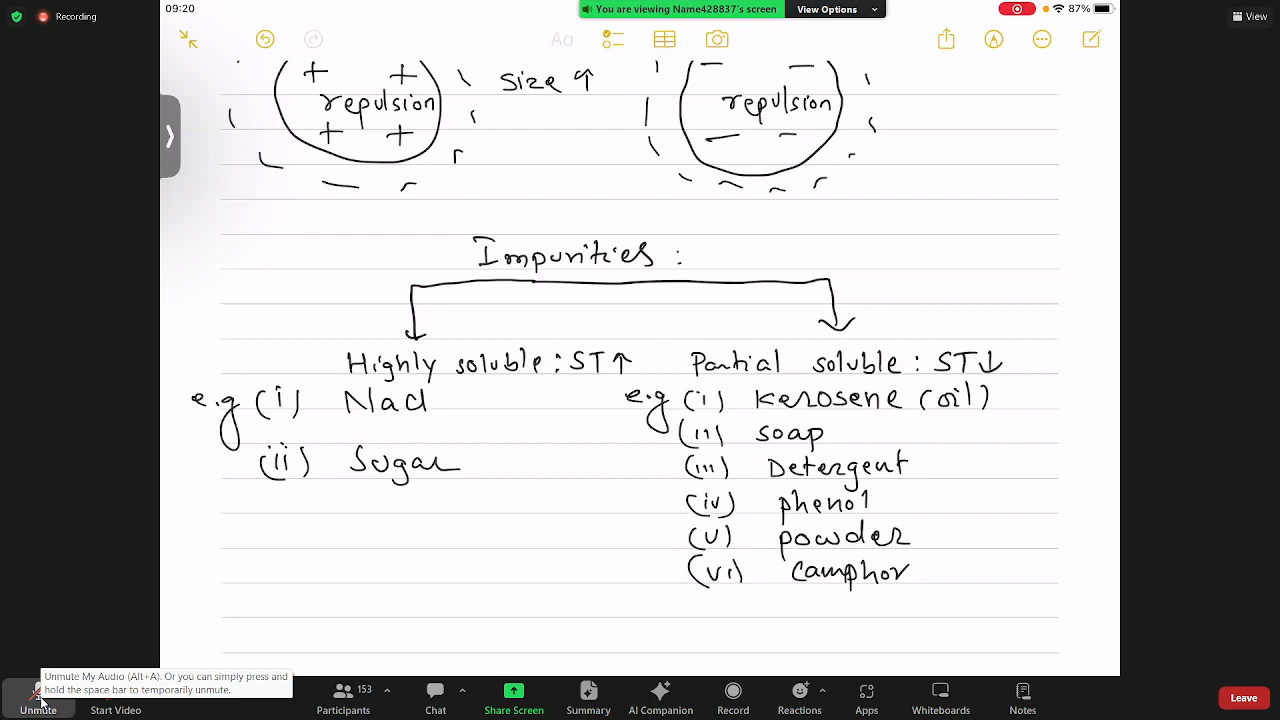 09:20
Recording
You are viewing Name428837's screen
View Options
87%
View
Aa
+ +
repulsion
+ +
Size ↑
— —
repulsion
— -
Impurities :
Highly soluble : ST↑
Partial soluble : ST↓
e.g (i) Nacl
(ii) Sugar
e.g (i) kerosene (oil)
(ii) soap
(iii) Detergent
(iv) phenol
(v) powder
(vi) camphor
Unmute My Audio (Alt+A). Or you can simply press and
hold the space bar to temporarily unmute.
Unmute
Start Video
153
Participants
Chat
Share Screen
Summary
AI Companion
Record
Reactions
Apps
Whiteboards
Notes
Leave